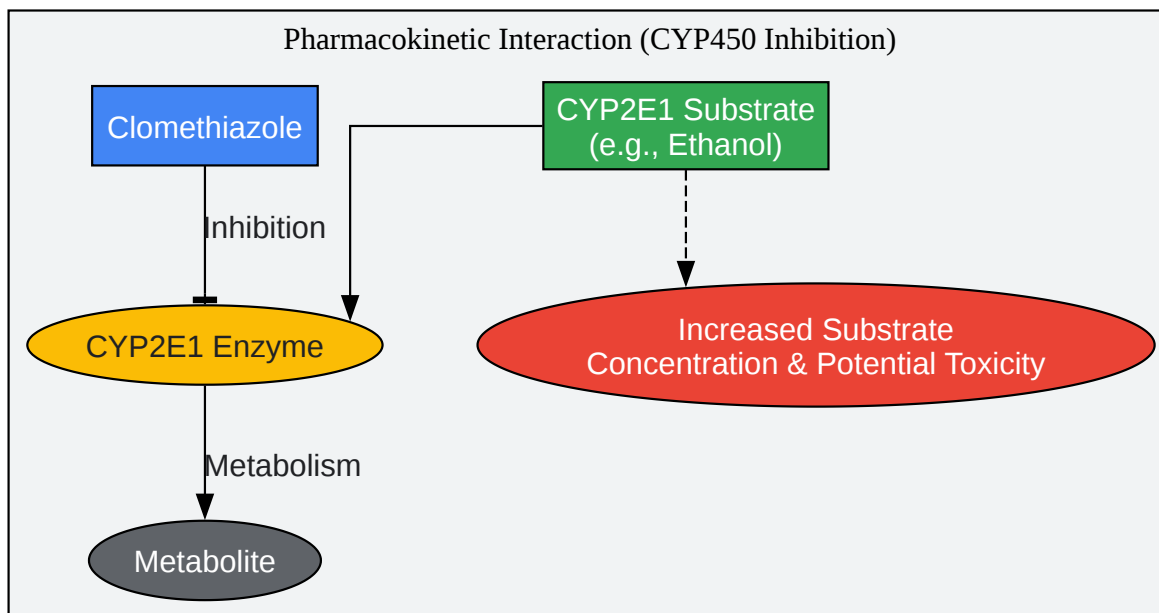 Pharmacokinetic Interaction (CYP450 Inhibition)
Clomethiazole
CYP2E1 Substrate
(e.g., Ethanol)
Inhibition
CYP2E1 Enzyme
Increased Substrate
Concentration & Potential Toxicity
Metabolism
Metabolite